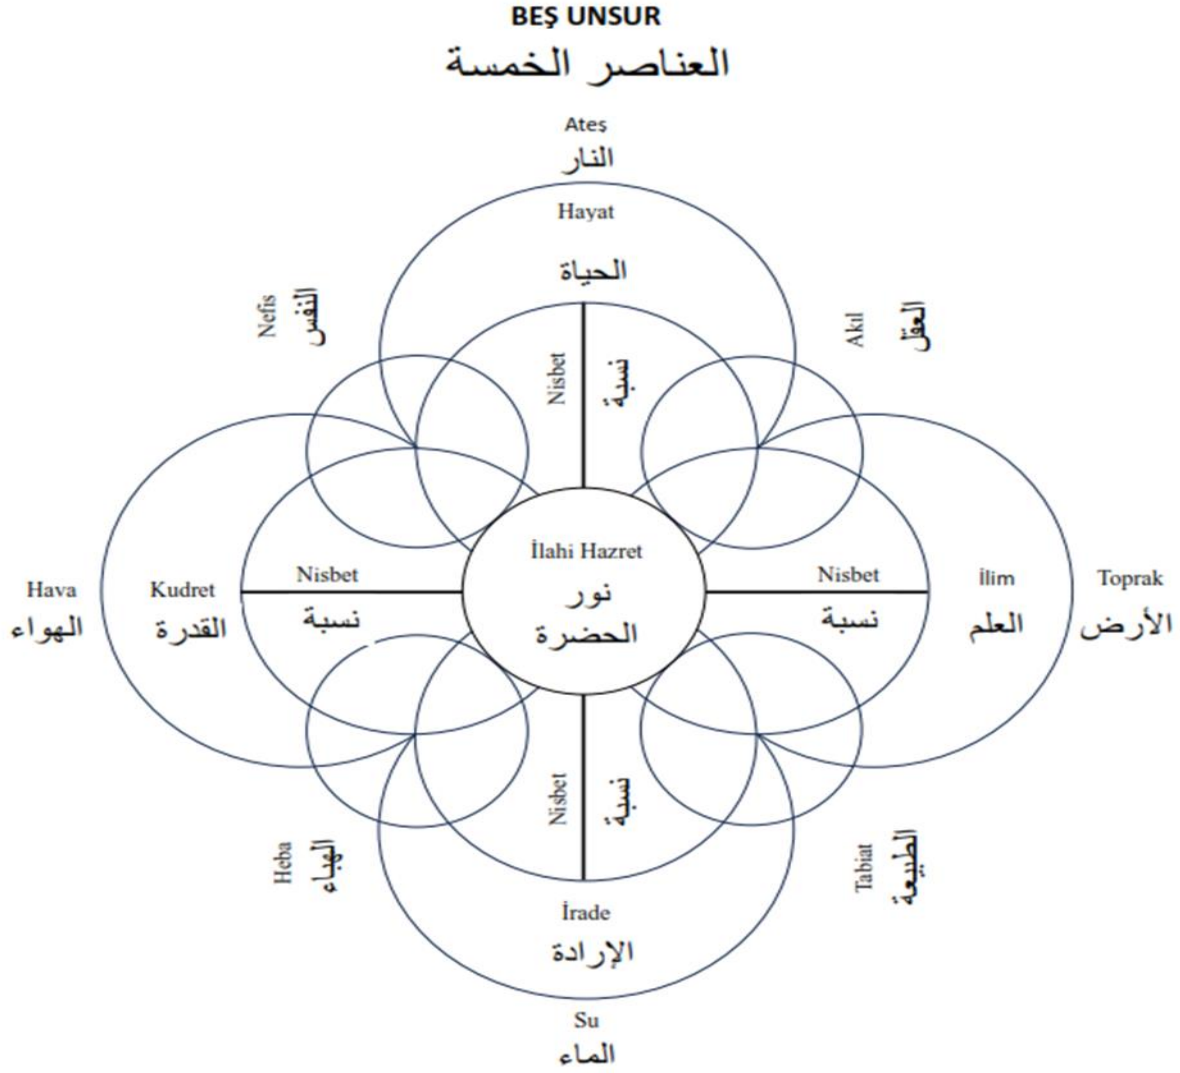 BEŞ UNSUR
العناصر الخمسة
Ateş
النار
Hayat
الحياة
Nefis
النفس
Akıl
العقل
Nisbet
نسبة
İlahi Hazret
نور
الحضرة
Hava
الهواء
Kudret
القدرة
Nisbet
نسبة
Nisbet
نسبة
İlim
العلم
Toprak
الأرض
Nisbet
نسبة
Heba
الهباء
Tabiat
الطبيعة
İrade
الإرادة
Su
الماء